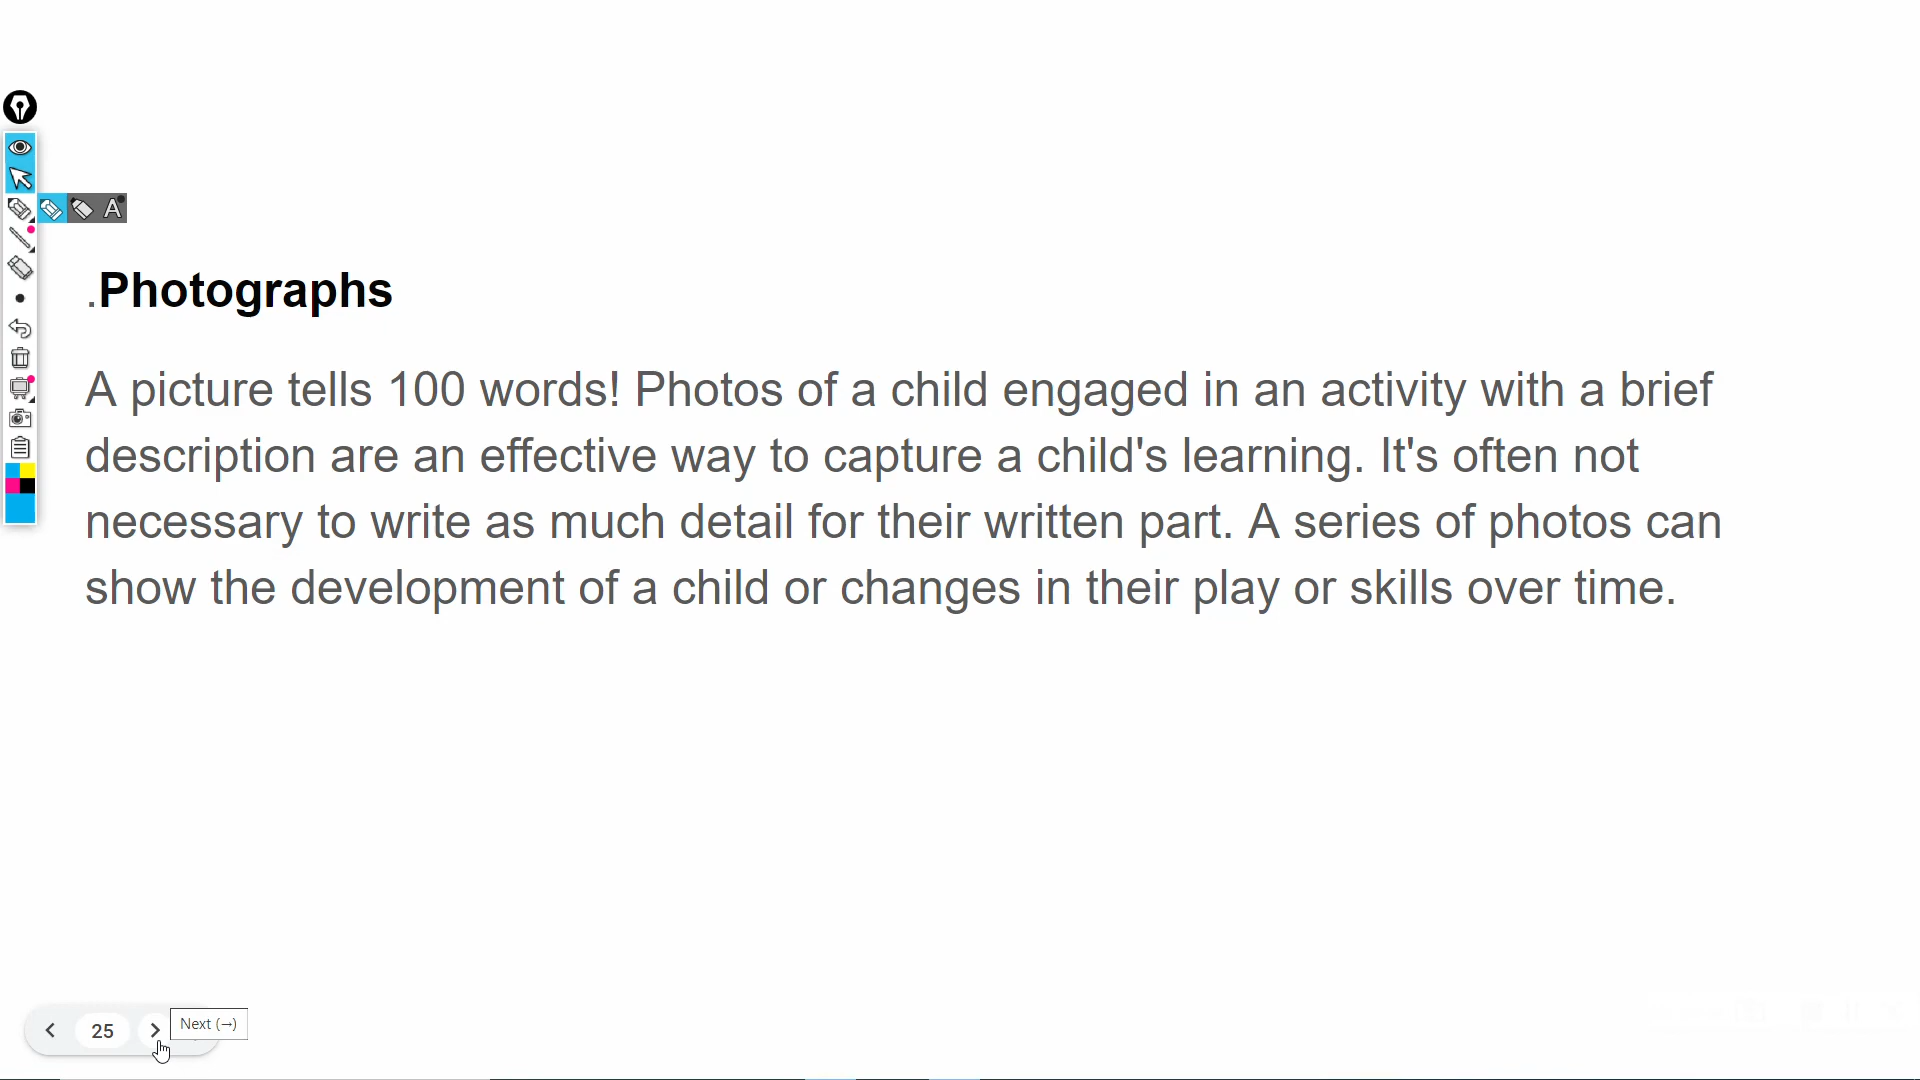 A
.Photographs
A picture tells 100 words! Photos of a child engaged in an activity with a brief
description are an effective way to capture a child's learning. It's often not
necessary to write as much detail for their written part. A series of photos can
show the development of a child or changes in their play or skills over time.
25
Next (→)